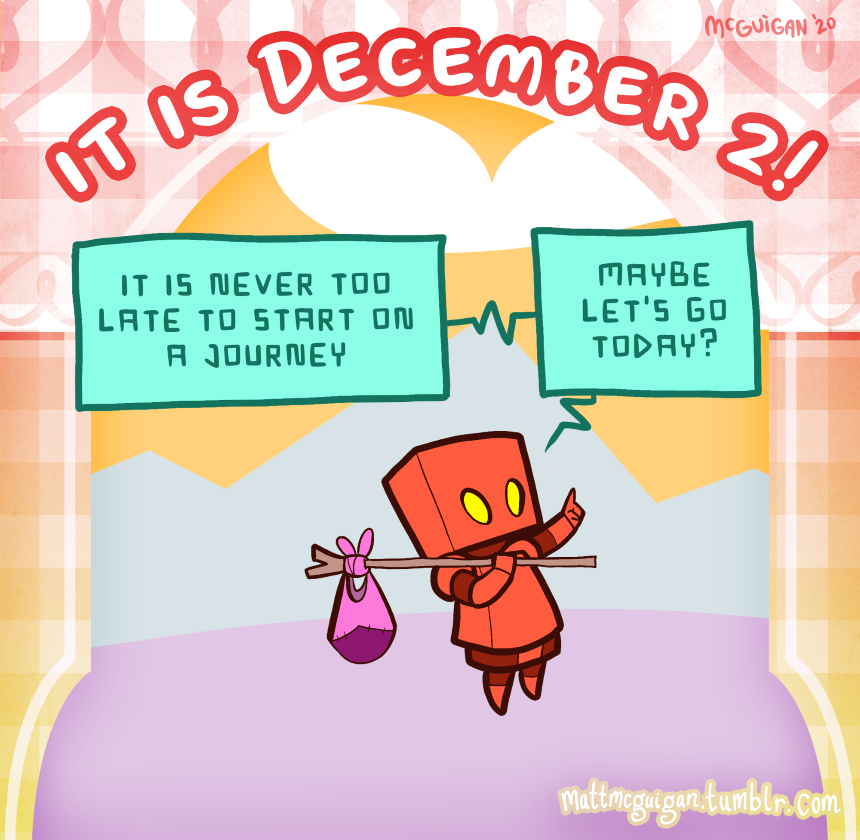 McGUiGAN '20
IT IS DECEMBER 2!
IT IS NEVER TOO
LATE TO START ON
A JOURNEY
MAYBE
LET'S GO
TODAY?
mattmcguigan.tumblr.com